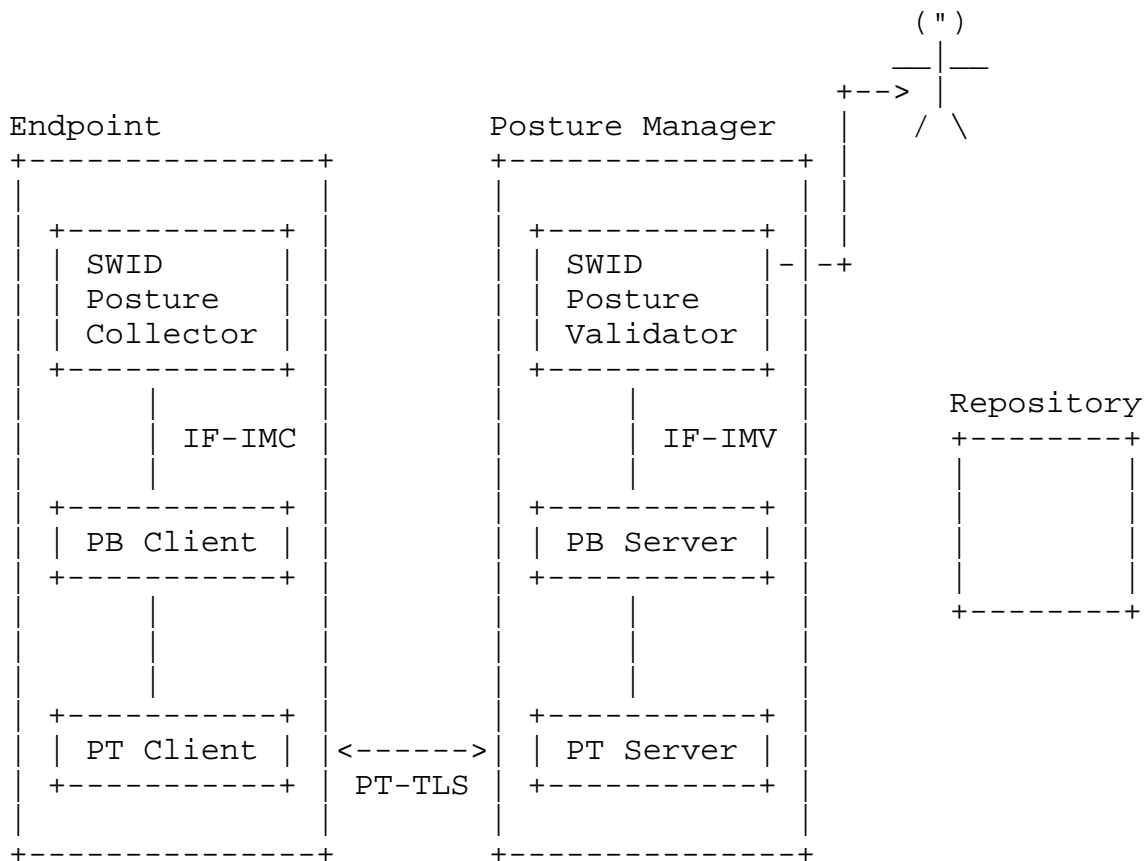 Endpoint Posture Manager
SWID SWID
Posture Posture
Collector Validator
Repository
IF-IMC IF-IMV
PB Client PB Server
PT Client <------> PT Server
PT-TLS